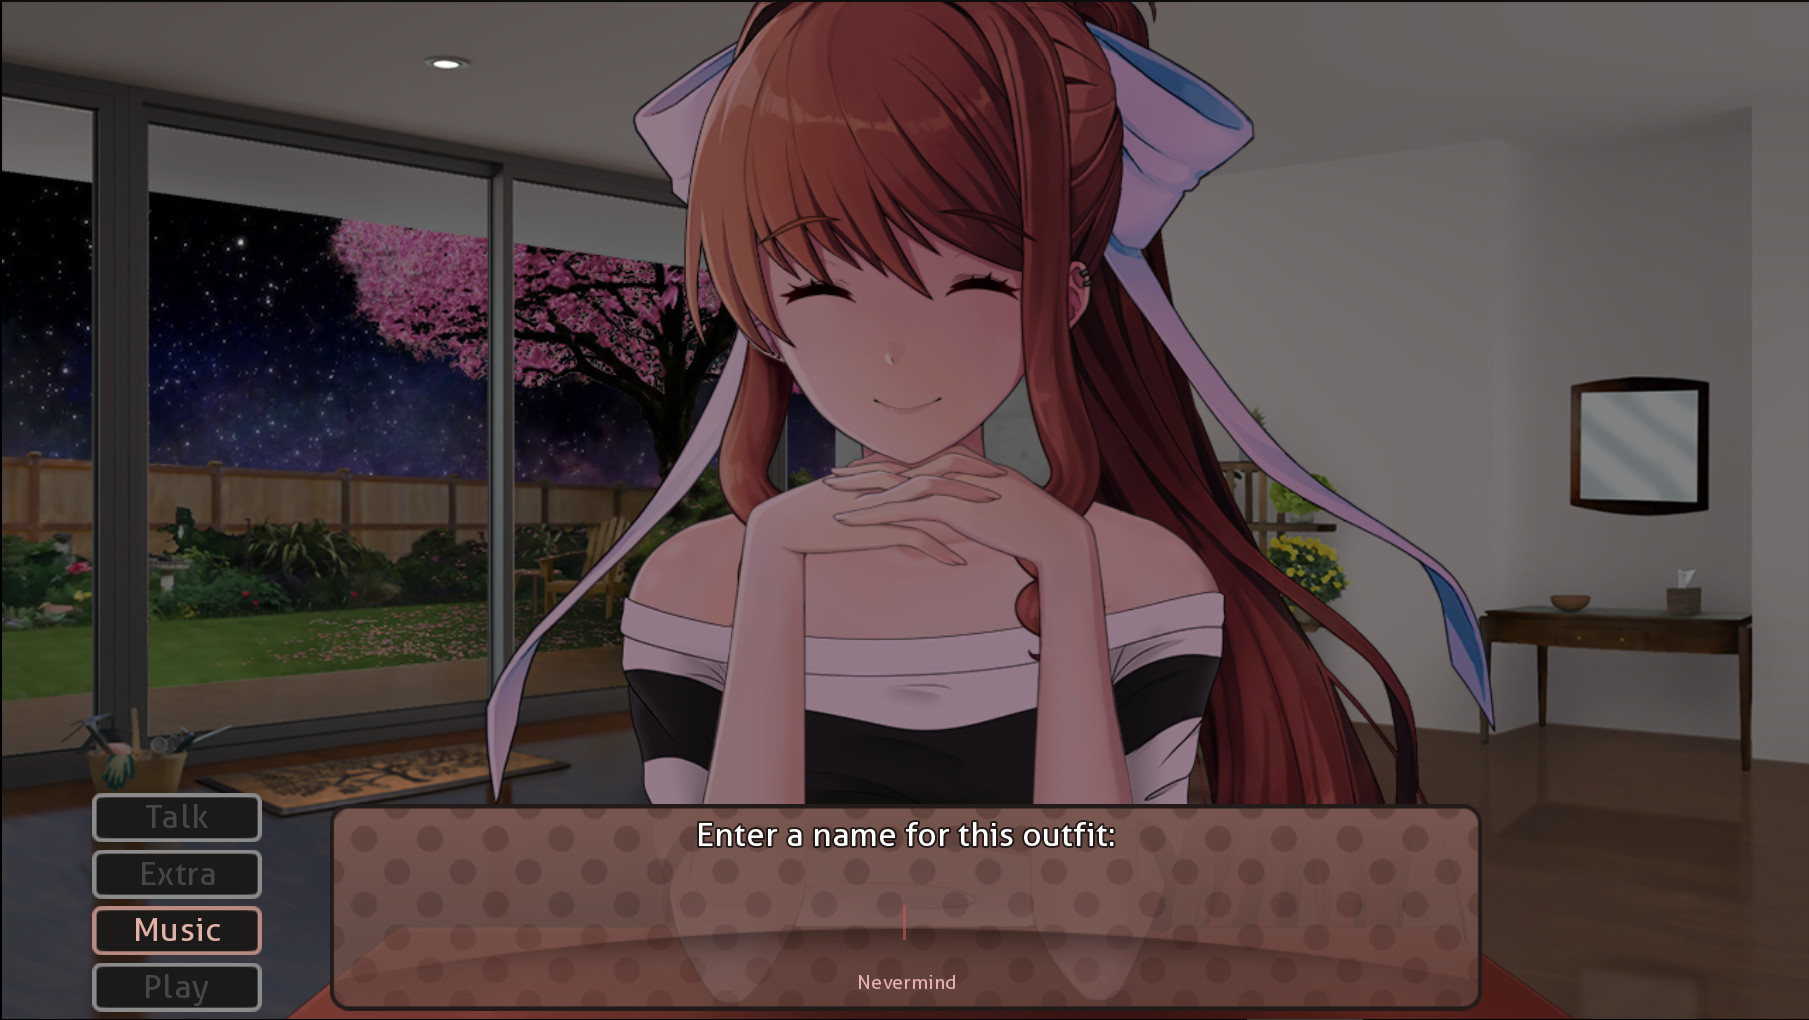 Enter a name for this outfit:
Nevermind
Talk
Extra
Music
Play